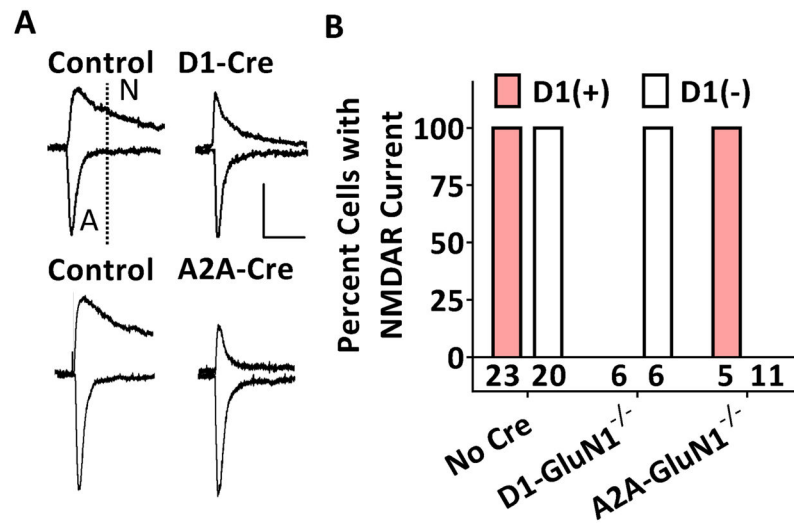 A
Control D1-Cre
N
A
Control A2A-Cre
B
D1(+) D1(-)
Percent Cells with
NMDAR Current
100
75
50
25
0
23 20 6 6 5 11
No Cre
D1-GluN1-/-
A2A-GluN1-/-